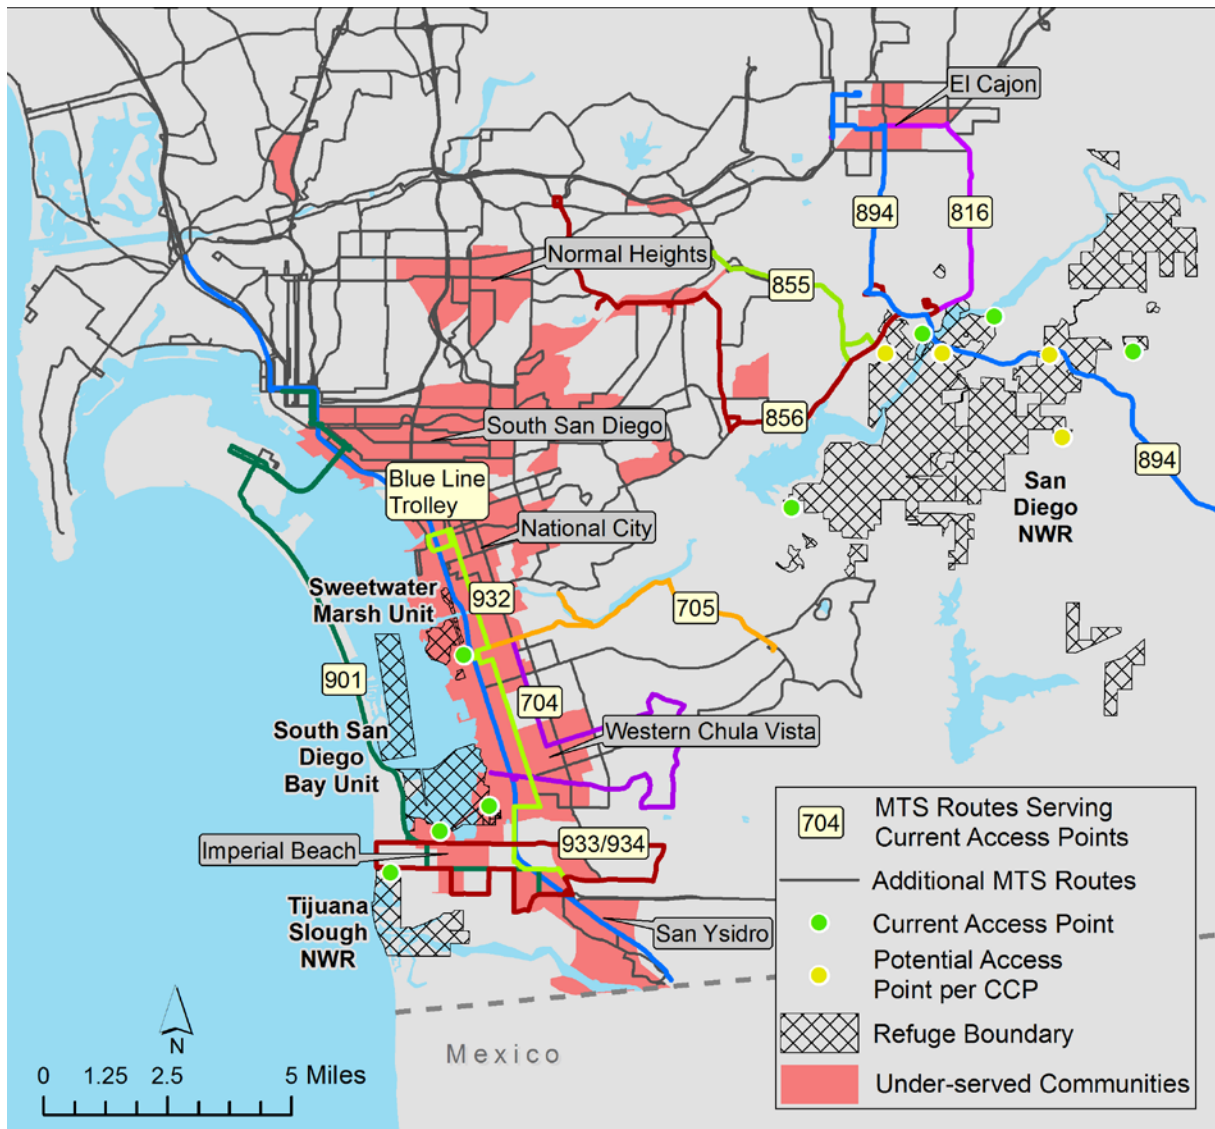 El Cajon
894
816
Normal Heights
855
856
South San Diego
894
Blue Line
Trolley
San
Diego
NWR
National City
Sweetwater
Marsh Unit
932
705
901
704
South San
Diego
Bay Unit
Western Chula Vista
Imperial Beach
933/934
Tijuana
Slough
NWR
San Ysidro
704
MTS Routes Serving
Current Access Points
Additional MTS Routes
Current Access Point
Potential Access
Point per CCP
Refuge Boundary
Under-served Communities
N
Mexico
0 1.25 2.5 5 Miles